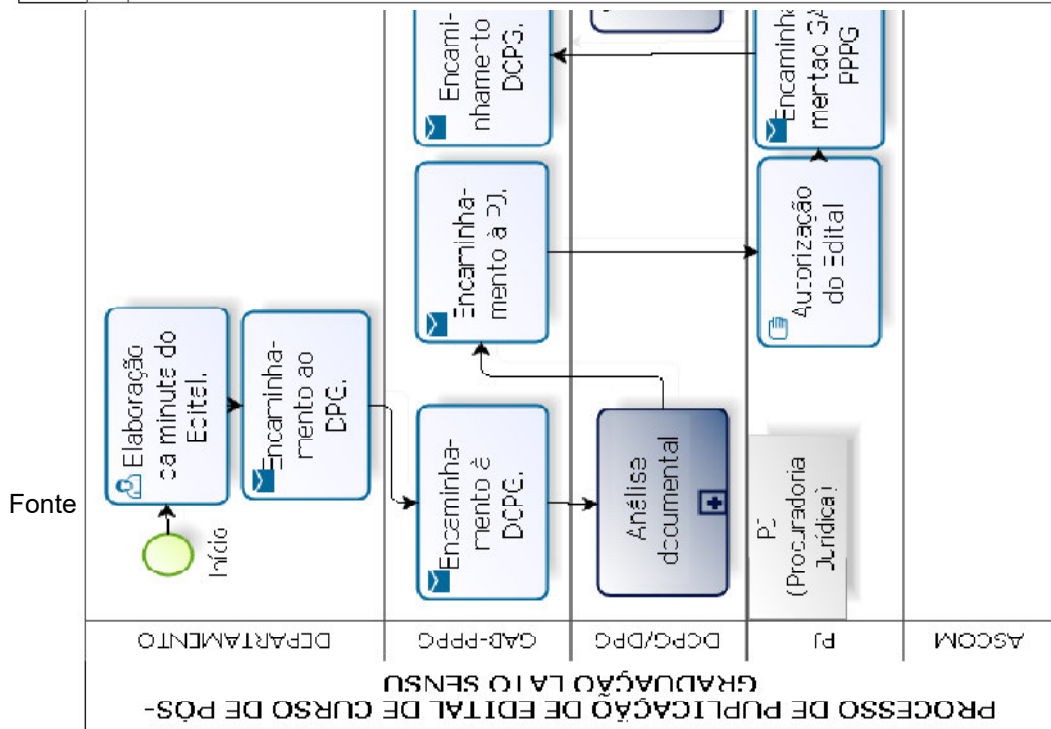 Fonte
PROCESSO DE PUPLICAÇÃO DE EDITAL DE CURSO DE PÓS-
GRADUAÇÃO LATO SENSU
DEPARTAMENTO
GAB-PPPG
DCPG/DPG
PJ
ASCOM
Início
Elaboração
da minuta do
Edital.
Encaminha-
mento ao
DPG.
Encaminha-
mento à
DCPG.
Análise
documental
PJ
(Procuradoria
Jurídica)
Encaminha-
mento à PJ.
Autorização
do Edital
Encaminha
PPPG
Encami-
nhamento
DCPG.